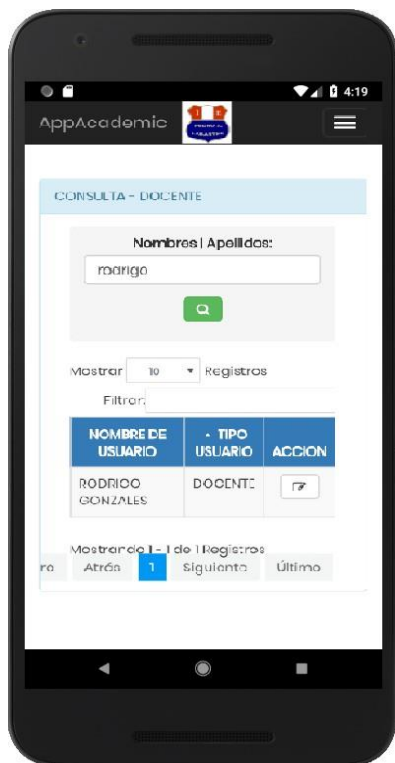 4:19
AppAcademic
CONSULTA - DOCENTE
Nombres | Apellidos:
rodrigo
Mostrar 10 Registros
Filtrar:
NOMBRE DE USUARIO
TIPO USUARIO
ACCION
RODRIGO GONZALES
DOCENTE
Mostrando 1 - 1 de 1 Registros
ro Atrás 1 Siguiente Último